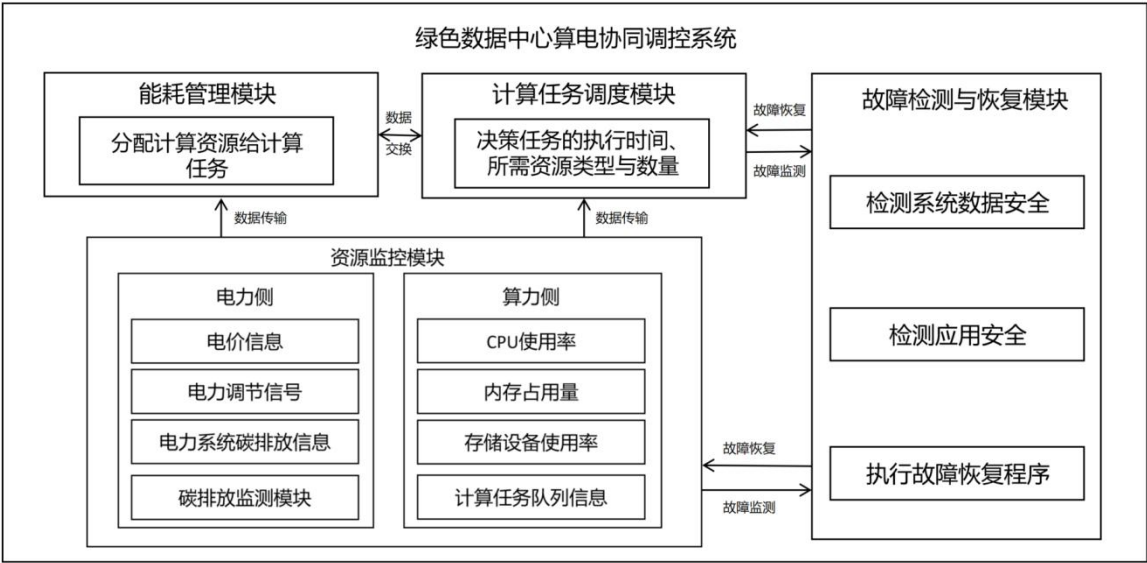 绿色数据中心算电协同调控系统
能耗管理模块
分配计算资源给计算
任务
数据
交换
计算任务调度模块
决策任务的执行时间、
所需资源类型与数量
故障恢复
故障监测
故障检测与恢复模块
检测系统数据安全
检测应用安全
执行故障恢复程序
数据传输
数据传输
资源监控模块
电力侧
电价信息
电力调节信号
电力系统碳排放信息
碳排放监测模块
算力侧
CPU使用率
内存占用量
存储设备使用率
计算任务队列信息
故障恢复
故障监测